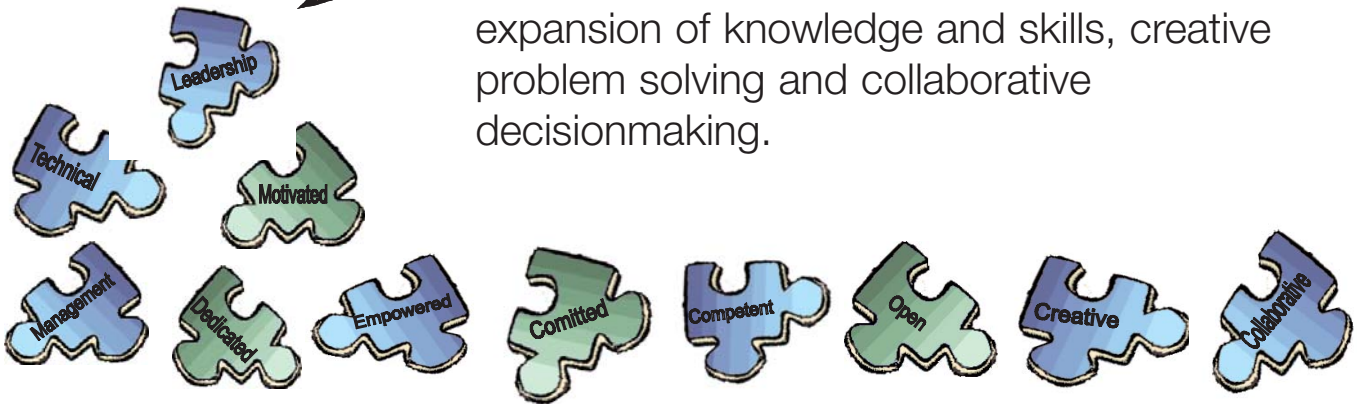 expansion of knowledge and skills, creative
problem solving and collaborative
decisionmaking.
Leadership
Technical
Motivated
Management
Dedicated
Empowered
Comitted
Competent
Open
Creative
Collaborative